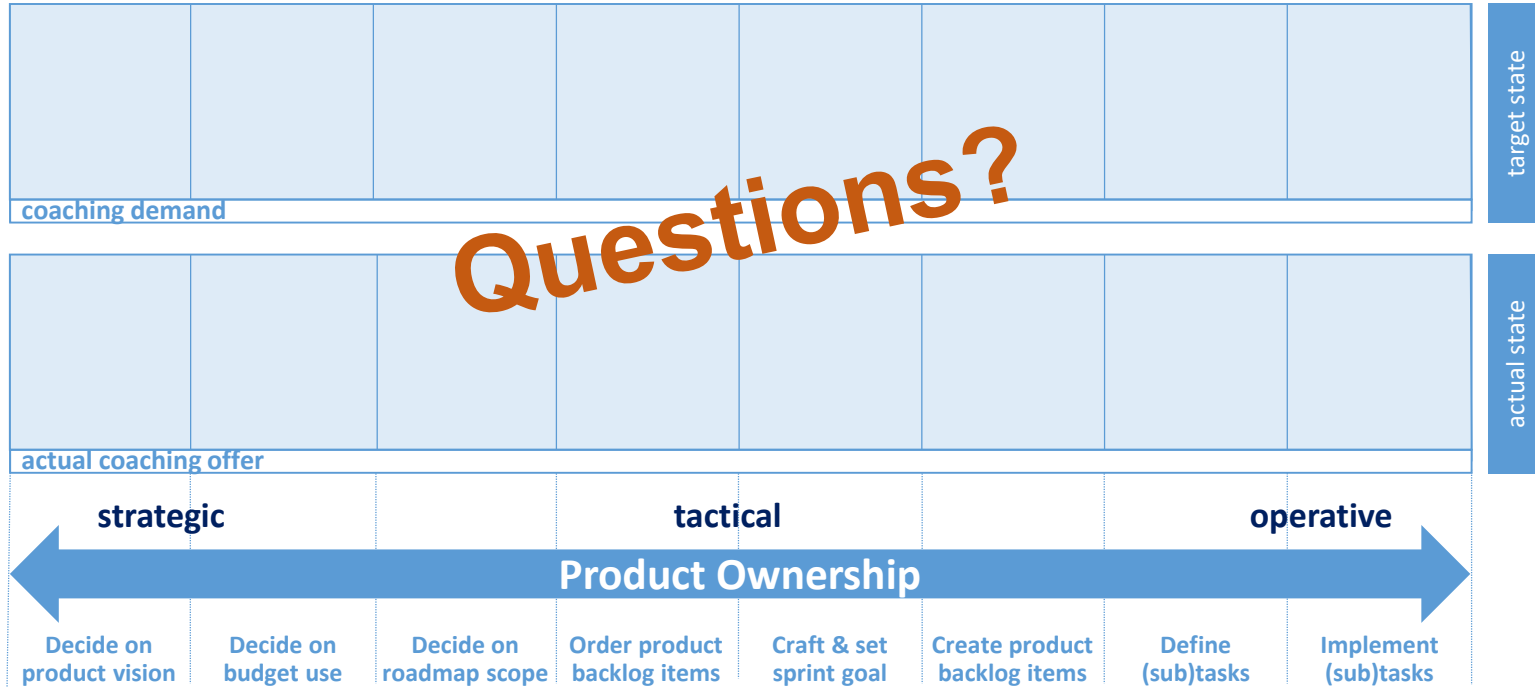 target state
coaching demand
Questions?
actual state
actual coaching offer
strategic
tactical
operative
Product Ownership
Decide on
product vision
Decide on
budget use
Decide on
roadmap scope
Order product
backlog items
Craft & set
sprint goal
Create product
backlog items
Define
(sub)tasks
Implement
(sub)tasks